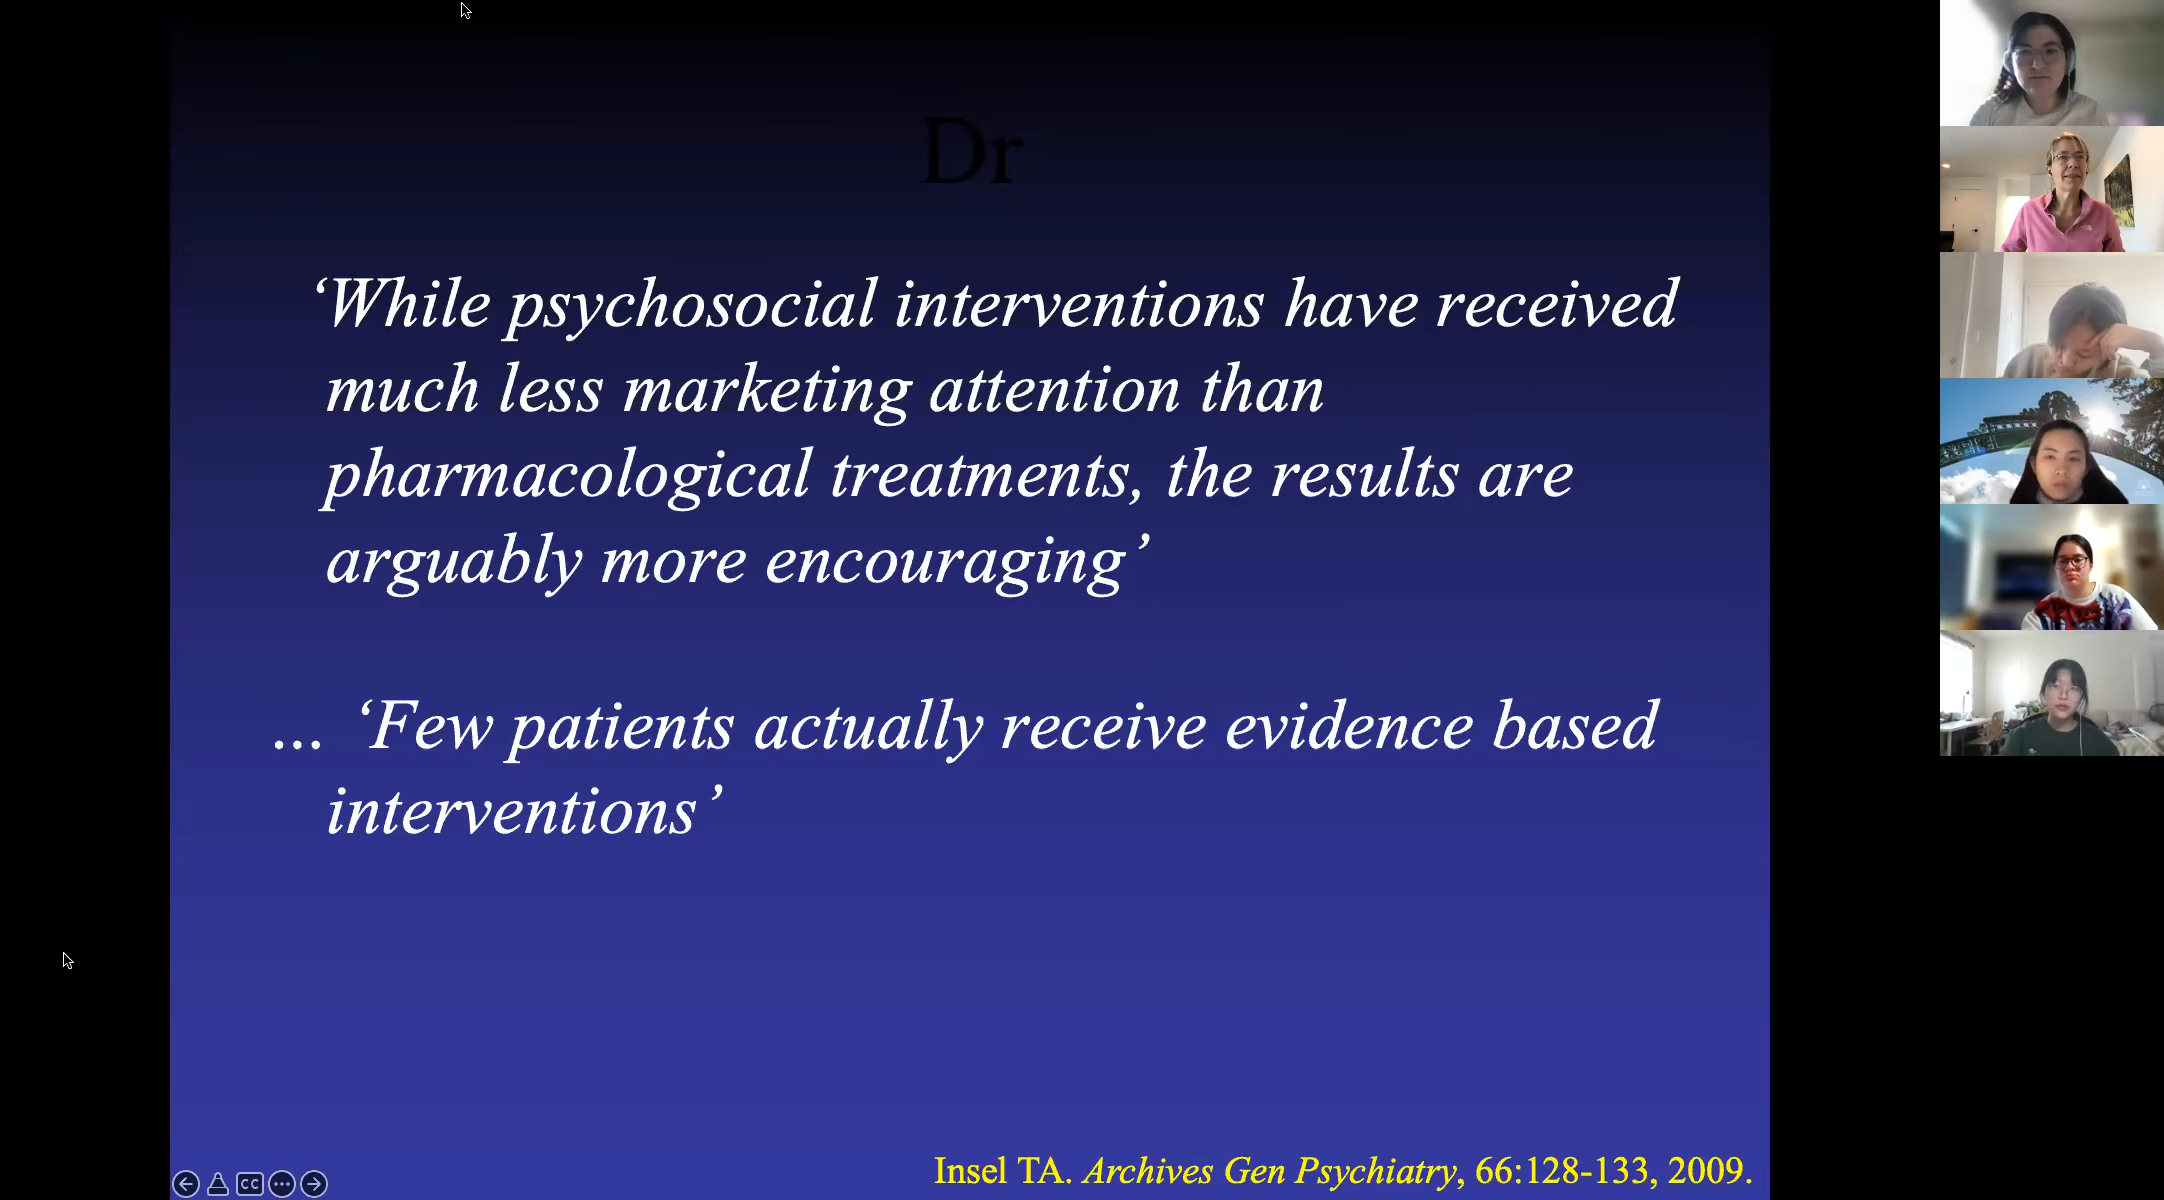 Dr
‘While psychosocial interventions have received
much less marketing attention than
pharmacological treatments, the results are
arguably more encouraging’
... ‘Few patients actually receive evidence based
interventions’
Insel TA. Archives Gen Psychiatry, 66:128-133, 2009.
CC